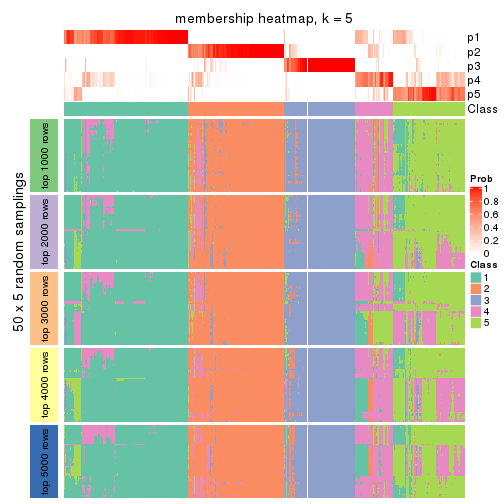 membership heatmap, k = 5
p1
p2
p3
p4
p5
Class
50 x 5 random samplings
top 1000 rows
top 2000 rows
top 3000 rows
top 4000 rows
top 5000 rows
Prob
1
0.8
0.6
0.4
0.2
0
Class
1
2
3
4
5